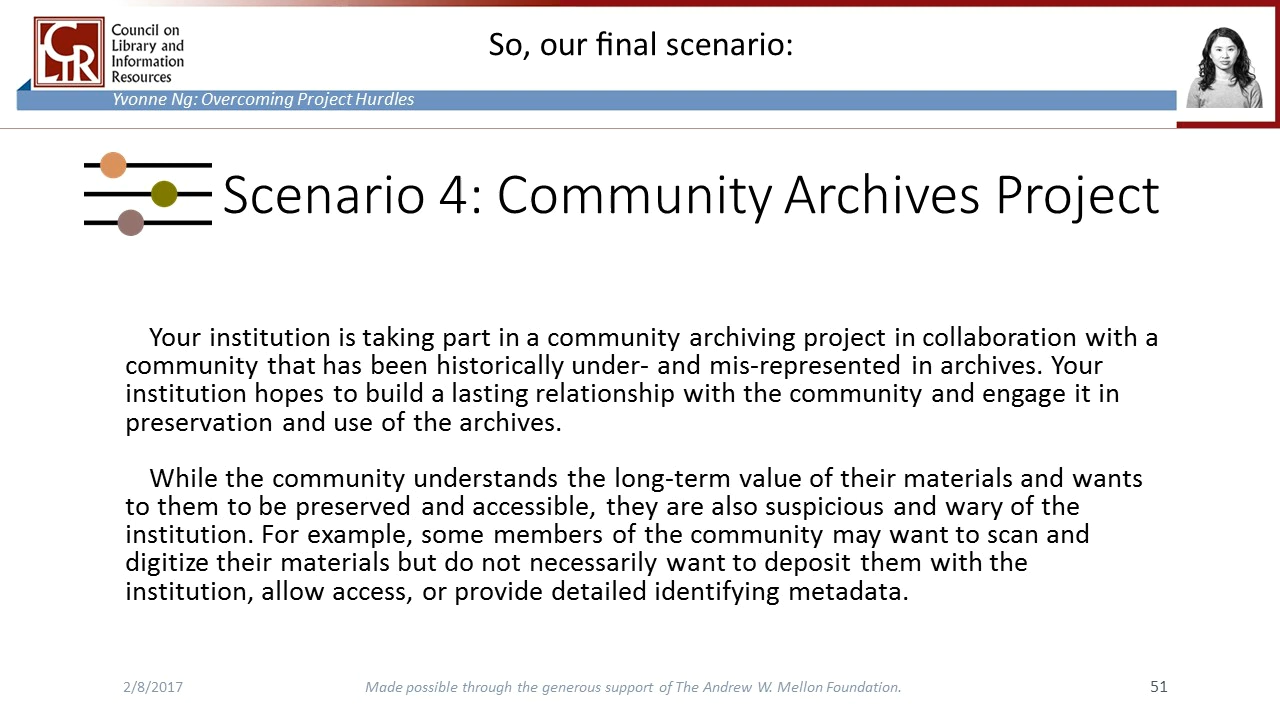 So, our final scenario:
CLIR
Council on
Library and
Information
Resources
Yvonne Ng: Overcoming Project Hurdles
Scenario 4: Community Archives Project
Your institution is taking part in a community archiving project in collaboration with a
community that has been historically under- and mis-represented in archives. Your
institution hopes to build a lasting relationship with the community and engage it in
preservation and use of the archives.
While the community understands the long-term value of their materials and wants
to them to be preserved and accessible, they are also suspicious and wary of the
institution. For example, some members of the community may want to scan and
digitize their materials but do not necessarily want to deposit them with the
institution, allow access, or provide detailed identifying metadata.
2/8/2017
Made possible through the generous support of The Andrew W. Mellon Foundation.
51